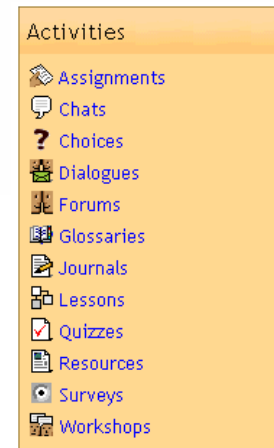 Activities
Assignments
Chats
Choices
Dialogues
Forums
Glossaries
Journals
Lessons
Quizzes
Resources
Surveys
Workshops